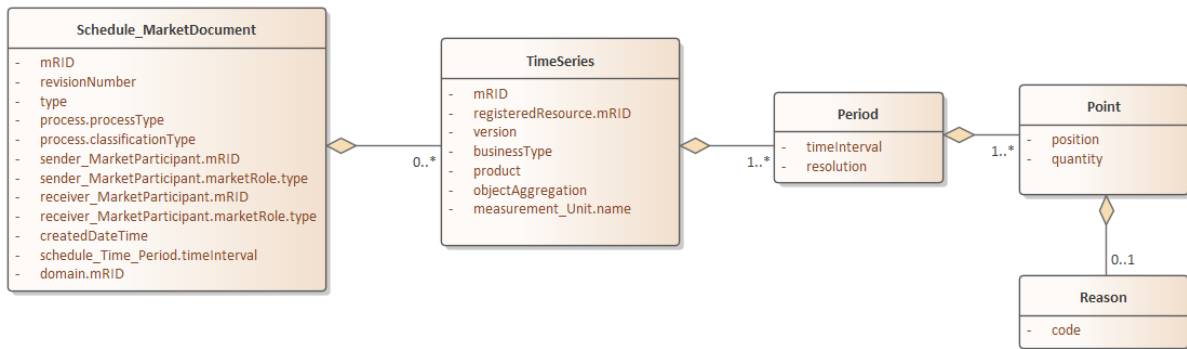 Schedule_MarketDocument
- mRID
- revisionNumber
- type
- process.processType
- process.classificationType
- sender_MarketParticipant.mRID
- sender_MarketParticipant.marketRole.type
- receiver_MarketParticipant.mRID
- receiver_MarketParticipant.marketRole.type
- createdDateTime
- schedule_Time_Period.timeInterval
- domain.mRID
0..*
TimeSeries
- mRID
- registeredResource.mRID
- version
- businessType
- product
- objectAggregation
- measurement_Unit.name
1..*
Period
- timeInterval
- resolution
1..*
Point
- position
- quantity
0..1
Reason
- code